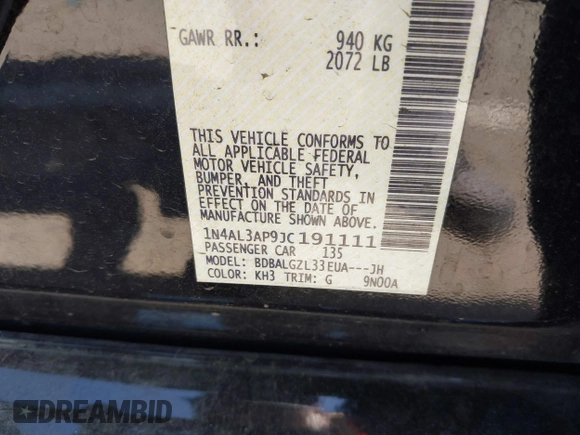 GAWR RR.: 940 KG
2072 LB
THIS VEHICLE CONFORMS TO
ALL APPLICABLE FEDERAL
MOTOR VEHICLE SAFETY,
BUMPER, AND THEFT
PREVENTION STANDARDS IN
EFFECT ON THE DATE OF
MANUFACTURE SHOWN ABOVE.
1N4AL3AP9JC191111
PASSENGER CAR 135
MODEL: BDBALGZL33EUA---JH
COLOR: KH3 TRIM: G 9N00A
DREAMBID